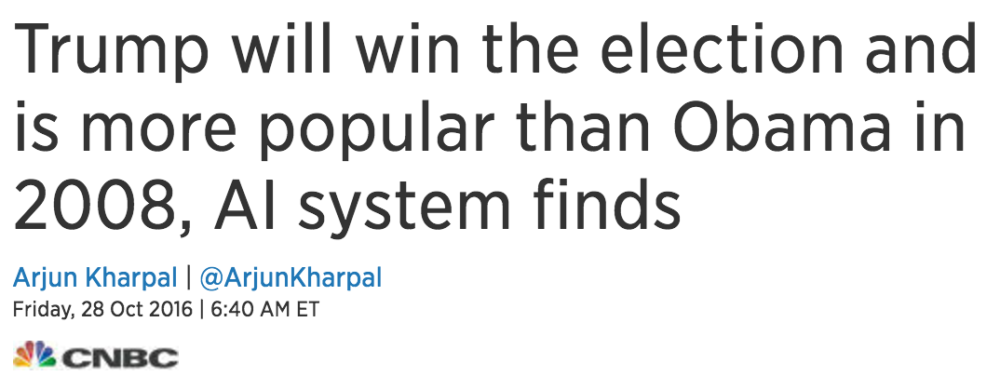 Trump will win the election and
is more popular than Obama in
2008, AI system finds
Arjun Kharpal | @ArjunKharpal
Friday, 28 Oct 2016 | 6:40 AM ET
CNBC